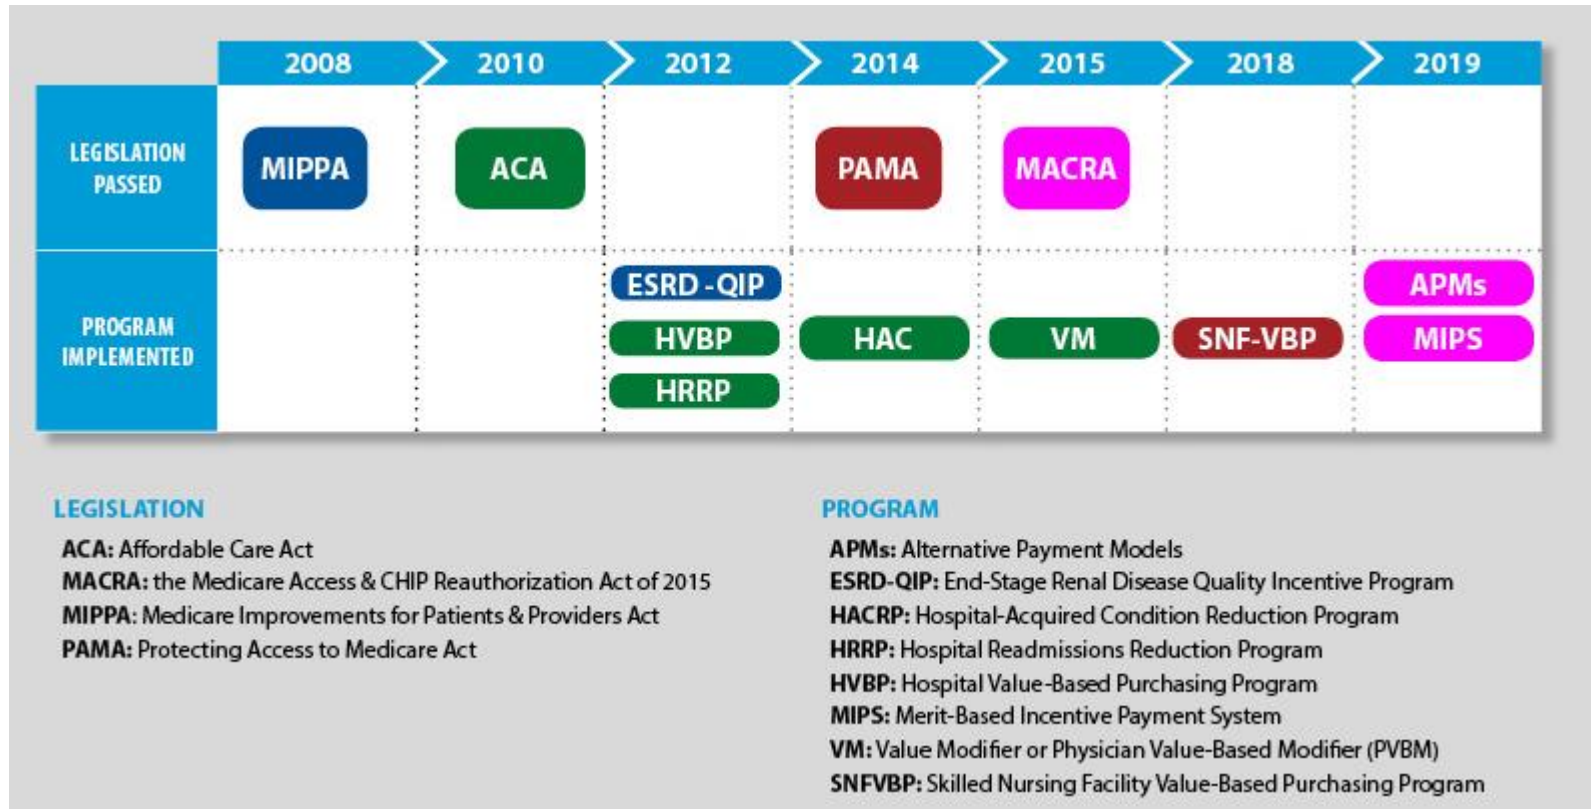 2008 2010 2012 2014 2015 2018 2019
LEGISLATION
PASSED
MIPPA ACA PAMA MACRA
PROGRAM
IMPLEMENTED
ESRD -QIP APMs
HVBP HAC VM SNF-VBP MIPS
HRRP
LEGISLATION
ACA: Affordable Care Act
MACRA: the Medicare Access & CHIP Reauthorization Act of 2015
MIPPA: Medicare Improvements for Patients & Providers Act
PAMA: Protecting Access to Medicare Act
PROGRAM
APMs: Alternative Payment Models
ESRD-QIP: End-Stage Renal Disease Quality Incentive Program
HACRP: Hospital-Acquired Condition Reduction Program
HRRP: Hospital Readmissions Reduction Program
HVBP: Hospital Value-Based Purchasing Program
MIPS: Merit-Based Incentive Payment System
VM: Value Modifier or Physician Value-Based Modifier (PVBM)
SNFVBP: Skilled Nursing Facility Value-Based Purchasing Program